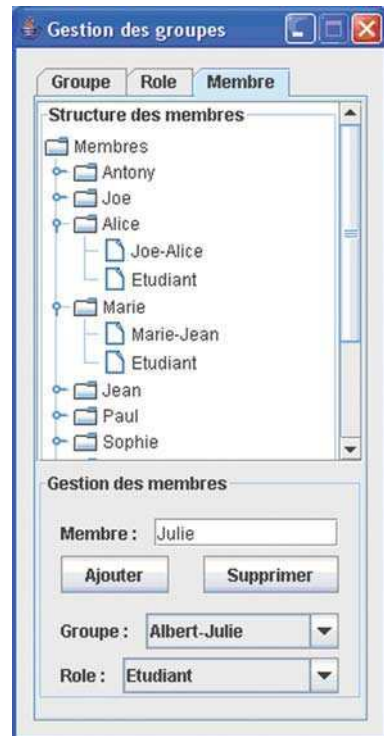 Gestion des groupes
Groupe Role Membre
Structure des membres
Membres
Antony
Joe
Alice
Joe-Alice
Etudiant
Marie
Marie-Jean
Etudiant
Jean
Paul
Sophie
Gestion des membres
Membre : Julie
Ajouter Supprimer
Groupe : Albert-Julie
Role : Etudiant